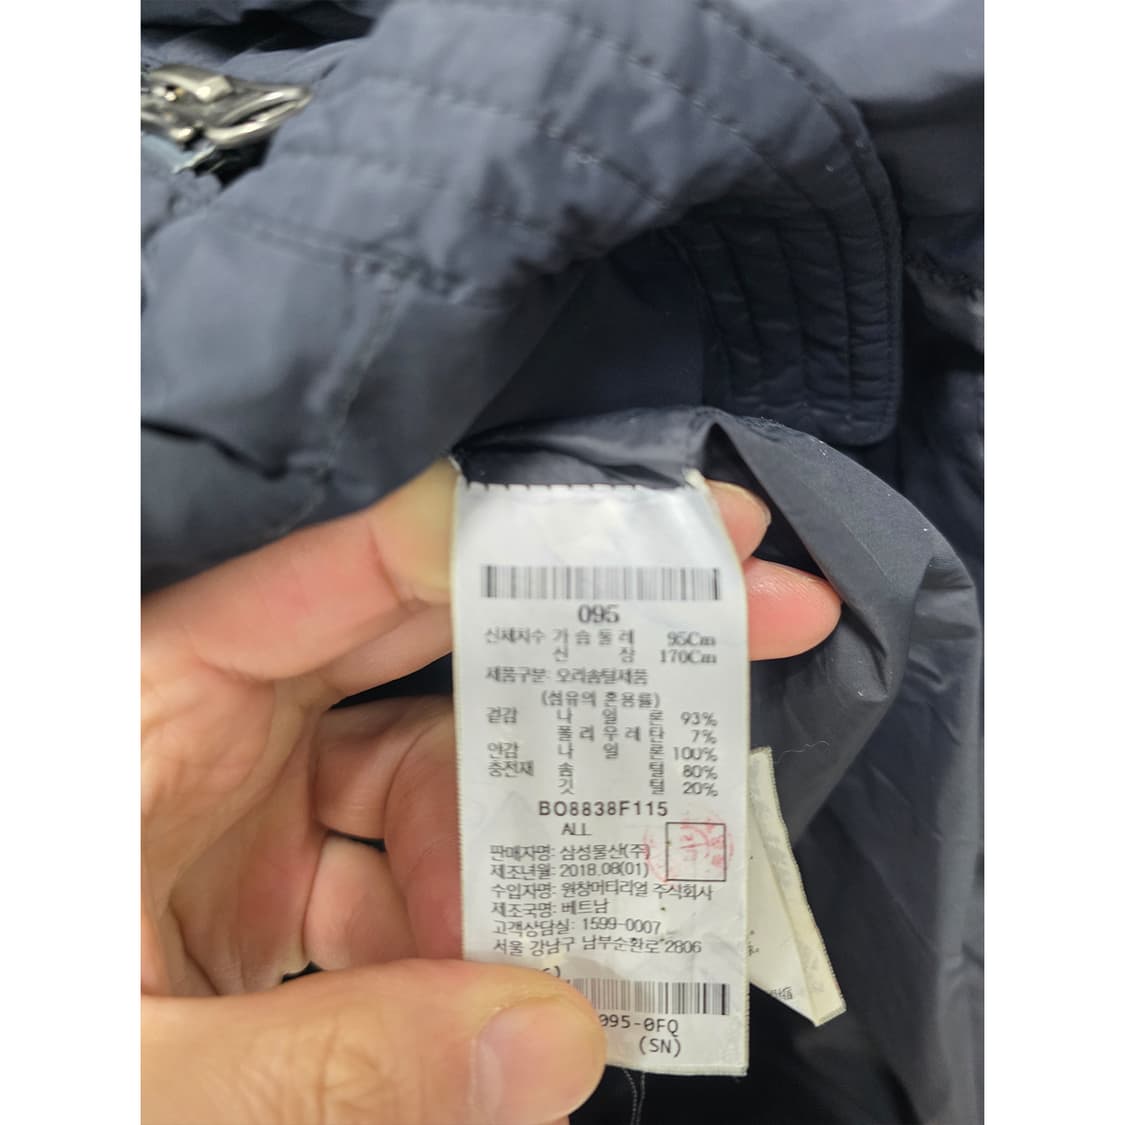 095
신체치수 가 슴 둘 레 95Cm
신 장 170Cm
제품구분: 오리솜털제품
(섬유의 혼용률)
겉감 나 일 론 93%
폴 리 우 레 탄 7%
안감 나 일 론 100%
충전재 솜 털 80%
깃 털 20%
BO8838F115
ALL
판매자명: 삼성물산(주)
제조년월: 2018.08(01)
수입자명: 원창머티리얼 주식회사
제조국명: 베트남
고객상담실: 1599-0007
서울 강남구 남부순환로 2806
095-0FQ
(SN)